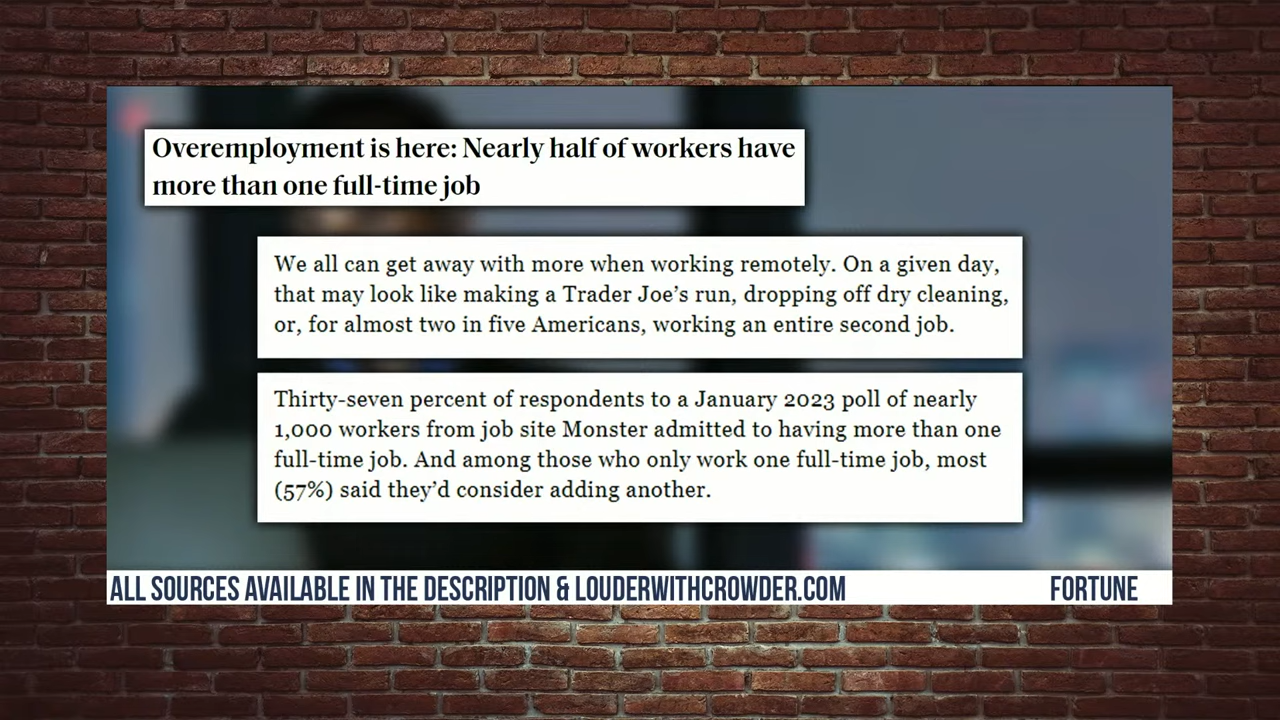 Overemployment is here: Nearly half of workers have
more than one full-time job
We all can get away with more when working remotely. On a given day,
that may look like making a Trader Joe's run, dropping off dry cleaning,
or, for almost two in five Americans, working an entire second job.
Thirty-seven percent of respondents to a January 2023 poll of nearly
1,000 workers from job site Monster admitted to having more than one
full-time job. And among those who only work one full-time job, most
(57%) said they'd consider adding another.
ALL SOURCES AVAILABLE IN THE DESCRIPTION & LOUDERWITHCROWDER.COM
FORTUNE